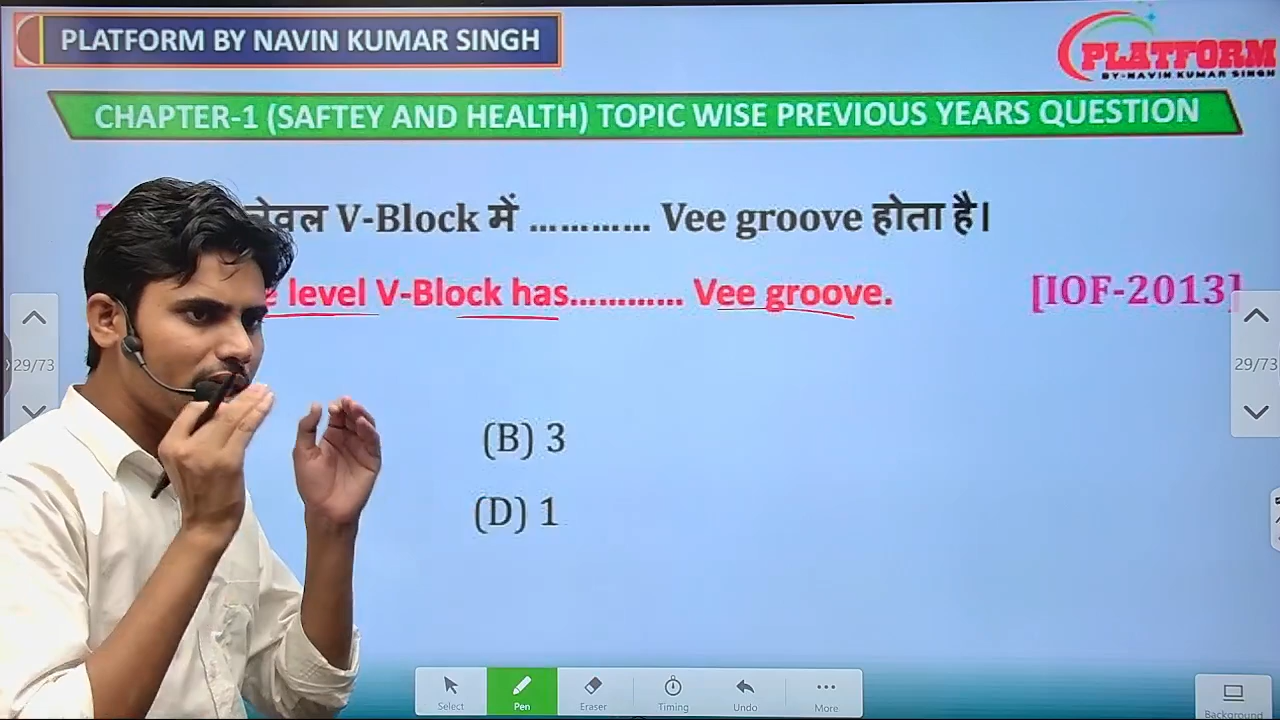 PLATFORM BY NAVIN KUMAR SINGH
PLATFORM
BY-NAVIN KUMAR SINGH
CHAPTER-1 (SAFTEY AND HEALTH) TOPIC WISE PREVIOUS YEARS QUESTION
V-Block में ………… Vee groove होता है।
level V-Block has………… Vee groove.
[IOF-2013]
29/73
29/73
(B) 3
(D) 1
Select
Pen
Eraser
Timing
Undo
More
Background